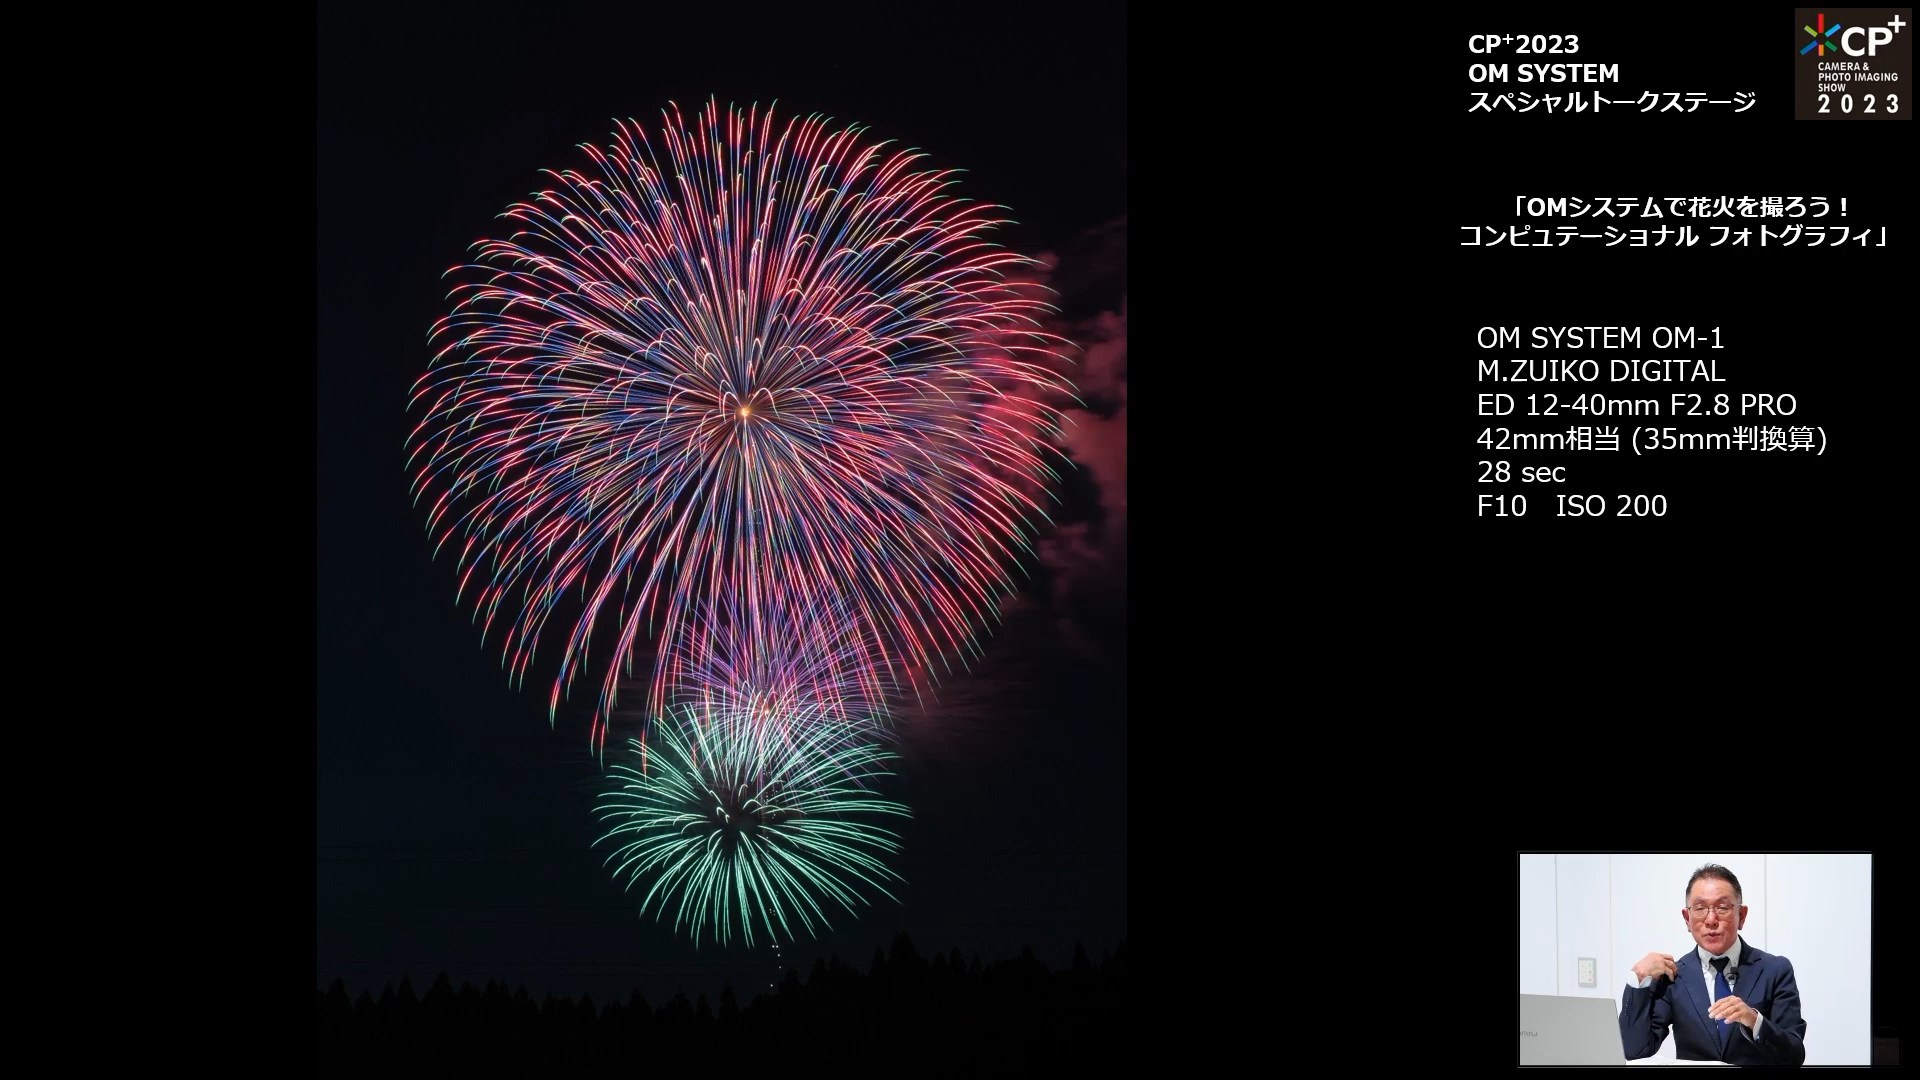 CP+2023
OM SYSTEM
スペシャルトークステージ
CP+
CAMERA &
PHOTO IMAGING
SHOW
2023
「OMシステムで花火を撮ろう！
コンピュテーショナル フォトグラフィ」
OM SYSTEM OM-1
M.ZUIKO DIGITAL
ED 12-40mm F2.8 PRO
42mm相当 (35mm判換算)
28 sec
F10　ISO 200